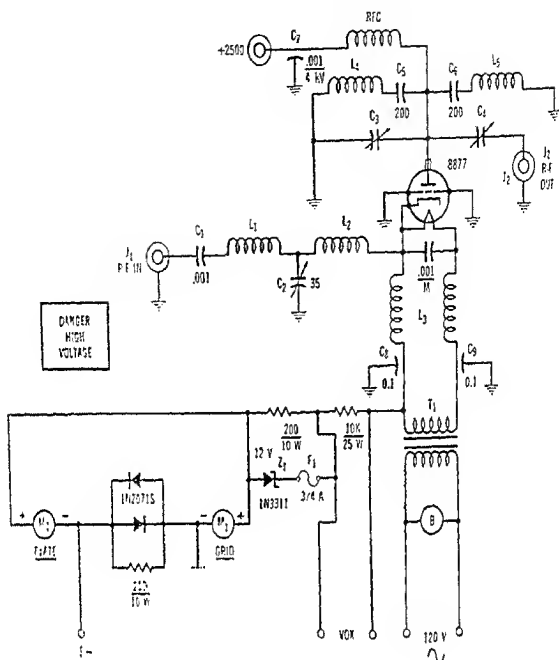 RFC
C7
+2500
.001
4 KV
L4
C5
200
C6
200
L5
C3
C4
8877
J2
RF
OUT
J2
J1
RF IN
C1
.001
L1
L2
C2
35
.001
M
L3
DANGER
HIGH
VOLTAGE
C8
0.1
C9
0.1
T1
200
10 W
10K
25 W
12 V
F1
3/4 A
1N3311
+ M1 -
PLATE
- M2 +
GRID
10 W
B
VOX
120 V